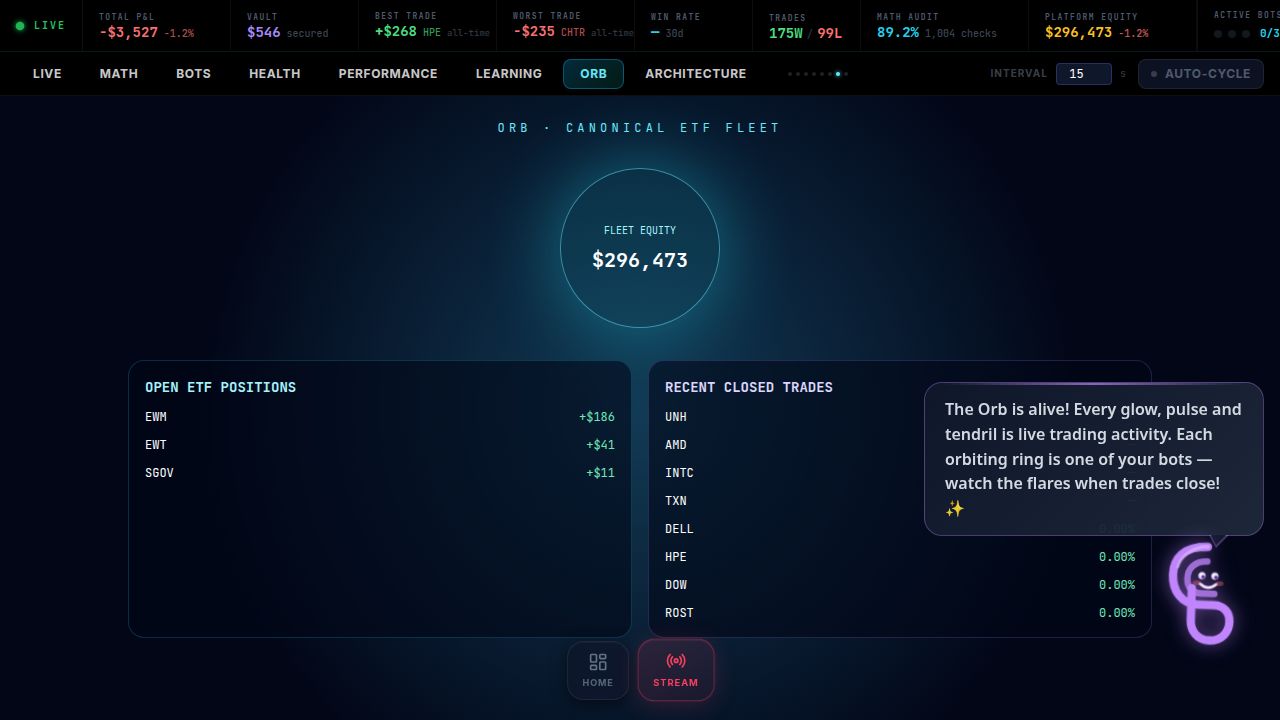 LIVE
TOTAL P&L
-$3,527 -1.2%
VAULT
$546 secured
BEST TRADE
+$268 HPE all-time
WORST TRADE
-$235 CHTR all-time
WIN RATE
— 30d
TRADES
175W / 99L
MATH AUDIT
89.2% 1,004 checks
PLATFORM EQUITY
$296,473 -1.2%
ACTIVE BOTS
0/3
LIVE MATH BOTS HEALTH PERFORMANCE LEARNING ORB ARCHITECTURE
INTERVAL 15 s AUTO-CYCLE
ORB · CANONICAL ETF FLEET
FLEET EQUITY
$296,473
OPEN ETF POSITIONS
EWM +$186
EWT +$41
SGOV +$11
RECENT CLOSED TRADES
UNH
AMD
INTC
TXN
DELL 0.00%
HPE 0.00%
DOW 0.00%
ROST 0.00%
The Orb is alive! Every glow, pulse and
tendril is live trading activity. Each
orbiting ring is one of your bots —
watch the flares when trades close!
✨
HOME
STREAM